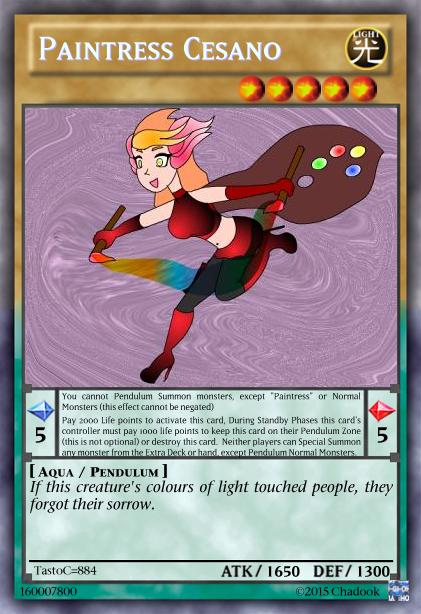 PAINTRESS CESANO
LIGHT
光
You cannot Pendulum Summon monsters, except "Paintress" or Normal
Monsters (this effect cannot be negated)
Pay 2000 Life points to activate this card, During Standby Phases this card's
controller must pay 1000 life points to keep this card on their Pendulum Zone
(this is not optional) or destroy this card. Neither players can Special Summon
any monster from the Extra Deck or hand, except Pendulum Normal Monsters.
5
5
[ AQUA / PENDULUM ]
If this creature's colours of light touched people, they
forgot their sorrow.
TastoC=884
ATK/ 1650 DEF/ 1300
160007800
©2015 Chadook